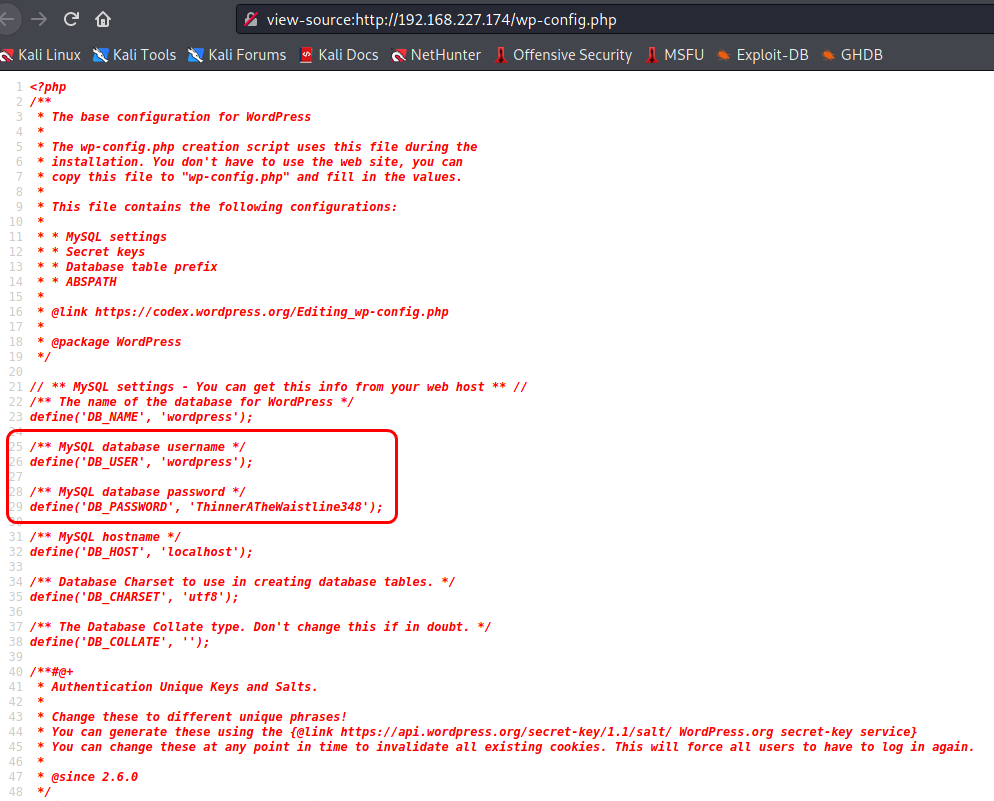 view-source:http://192.168.227.174/wp-config.php
Kali Linux Kali Tools Kali Forums Kali Docs NetHunter Offensive Security MSFU Exploit-DB GHDB
1 <?php
2 /**
3 * The base configuration for WordPress
4 *
5 * The wp-config.php creation script uses this file during the
6 * installation. You don't have to use the web site, you can
7 * copy this file to "wp-config.php" and fill in the values.
8 *
9 * This file contains the following configurations:
10 *
11 * * MySQL settings
12 * * Secret keys
13 * * Database table prefix
14 * * ABSPATH
15 *
16 * @link https://codex.wordpress.org/Editing_wp-config.php
17 *
18 * @package WordPress
19 */
20
21 // ** MySQL settings - You can get this info from your web host ** //
22 /** The name of the database for WordPress */
23 define('DB_NAME', 'wordpress');
24
25 /** MySQL database username */
26 define('DB_USER', 'wordpress');
27
28 /** MySQL database password */
29 define('DB_PASSWORD', 'ThinnerATheWaistline348');
30
31 /** MySQL hostname */
32 define('DB_HOST', 'localhost');
33
34 /** Database Charset to use in creating database tables. */
35 define('DB_CHARSET', 'utf8');
36
37 /** The Database Collate type. Don't change this if in doubt. */
38 define('DB_COLLATE', '');
39
40 /**#@+
41 * Authentication Unique Keys and Salts.
42 *
43 * Change these to different unique phrases!
44 * You can generate these using the {@link https://api.wordpress.org/secret-key/1.1/salt/ WordPress.org secret-key service}
45 * You can change these at any point in time to invalidate all existing cookies. This will force all users to have to log in again.
46 *
47 * @since 2.6.0
48 */